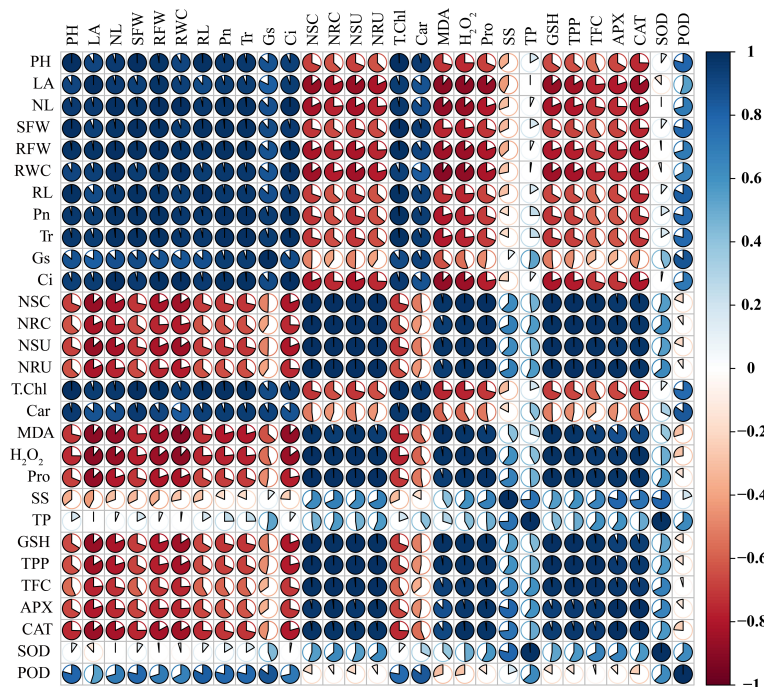 PH LA NL SFW RFW RWC RL Pn Tr Gs Ci NSC NRC NSU NRU T.Chl Car MDA H₂O₂ Pro SS TP GSH TPP TFC APX CAT SOD POD
PH
LA
NL
SFW
RFW
RWC
RL
Pn
Tr
Gs
Ci
NSC
NRC
NSU
NRU
T.Chl
Car
MDA
H₂O₂
Pro
SS
TP
GSH
TPP
TFC
APX
CAT
SOD
POD
1
0.8
0.6
0.4
0.2
0
−0.2
−0.4
−0.6
−0.8
−1